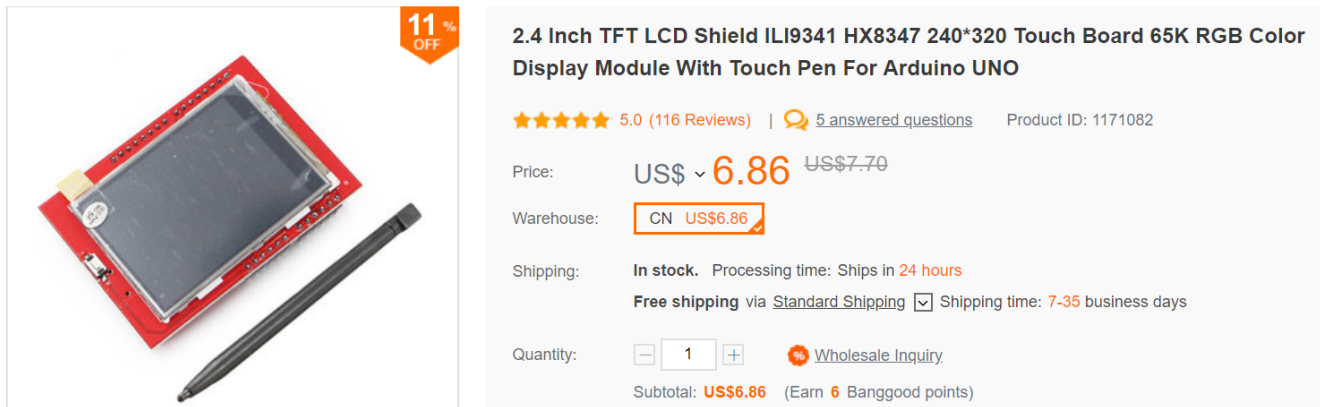 11 %
OFF
2.4 Inch TFT LCD Shield ILI9341 HX8347 240*320 Touch Board 65K RGB Color
Display Module With Touch Pen For Arduino UNO
5.0 (116 Reviews) | 5 answered questions Product ID: 1171082
Price: US$ 6.86 US$7.70
Warehouse: CN US$6.86
Shipping: In stock. Processing time: Ships in 24 hours
Free shipping via Standard Shipping Shipping time: 7-35 business days
Quantity: 1 % Wholesale Inquiry
Subtotal: US$6.86 (Earn 6 Banggood points)